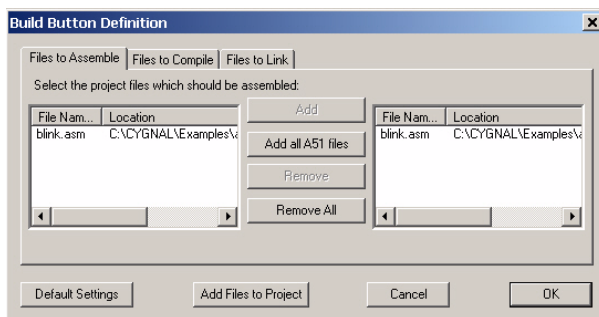 Build Button Definition
Files to Assemble Files to Compile Files to Link
Select the project files which should be assembled:
File Nam... Location
blink.asm C:\CYGNAL\Examples\
Add
Add all A51 files
Remove
Remove All
File Nam... Location
blink.asm C:\CYGNAL\Examples\
Default Settings Add Files to Project Cancel OK